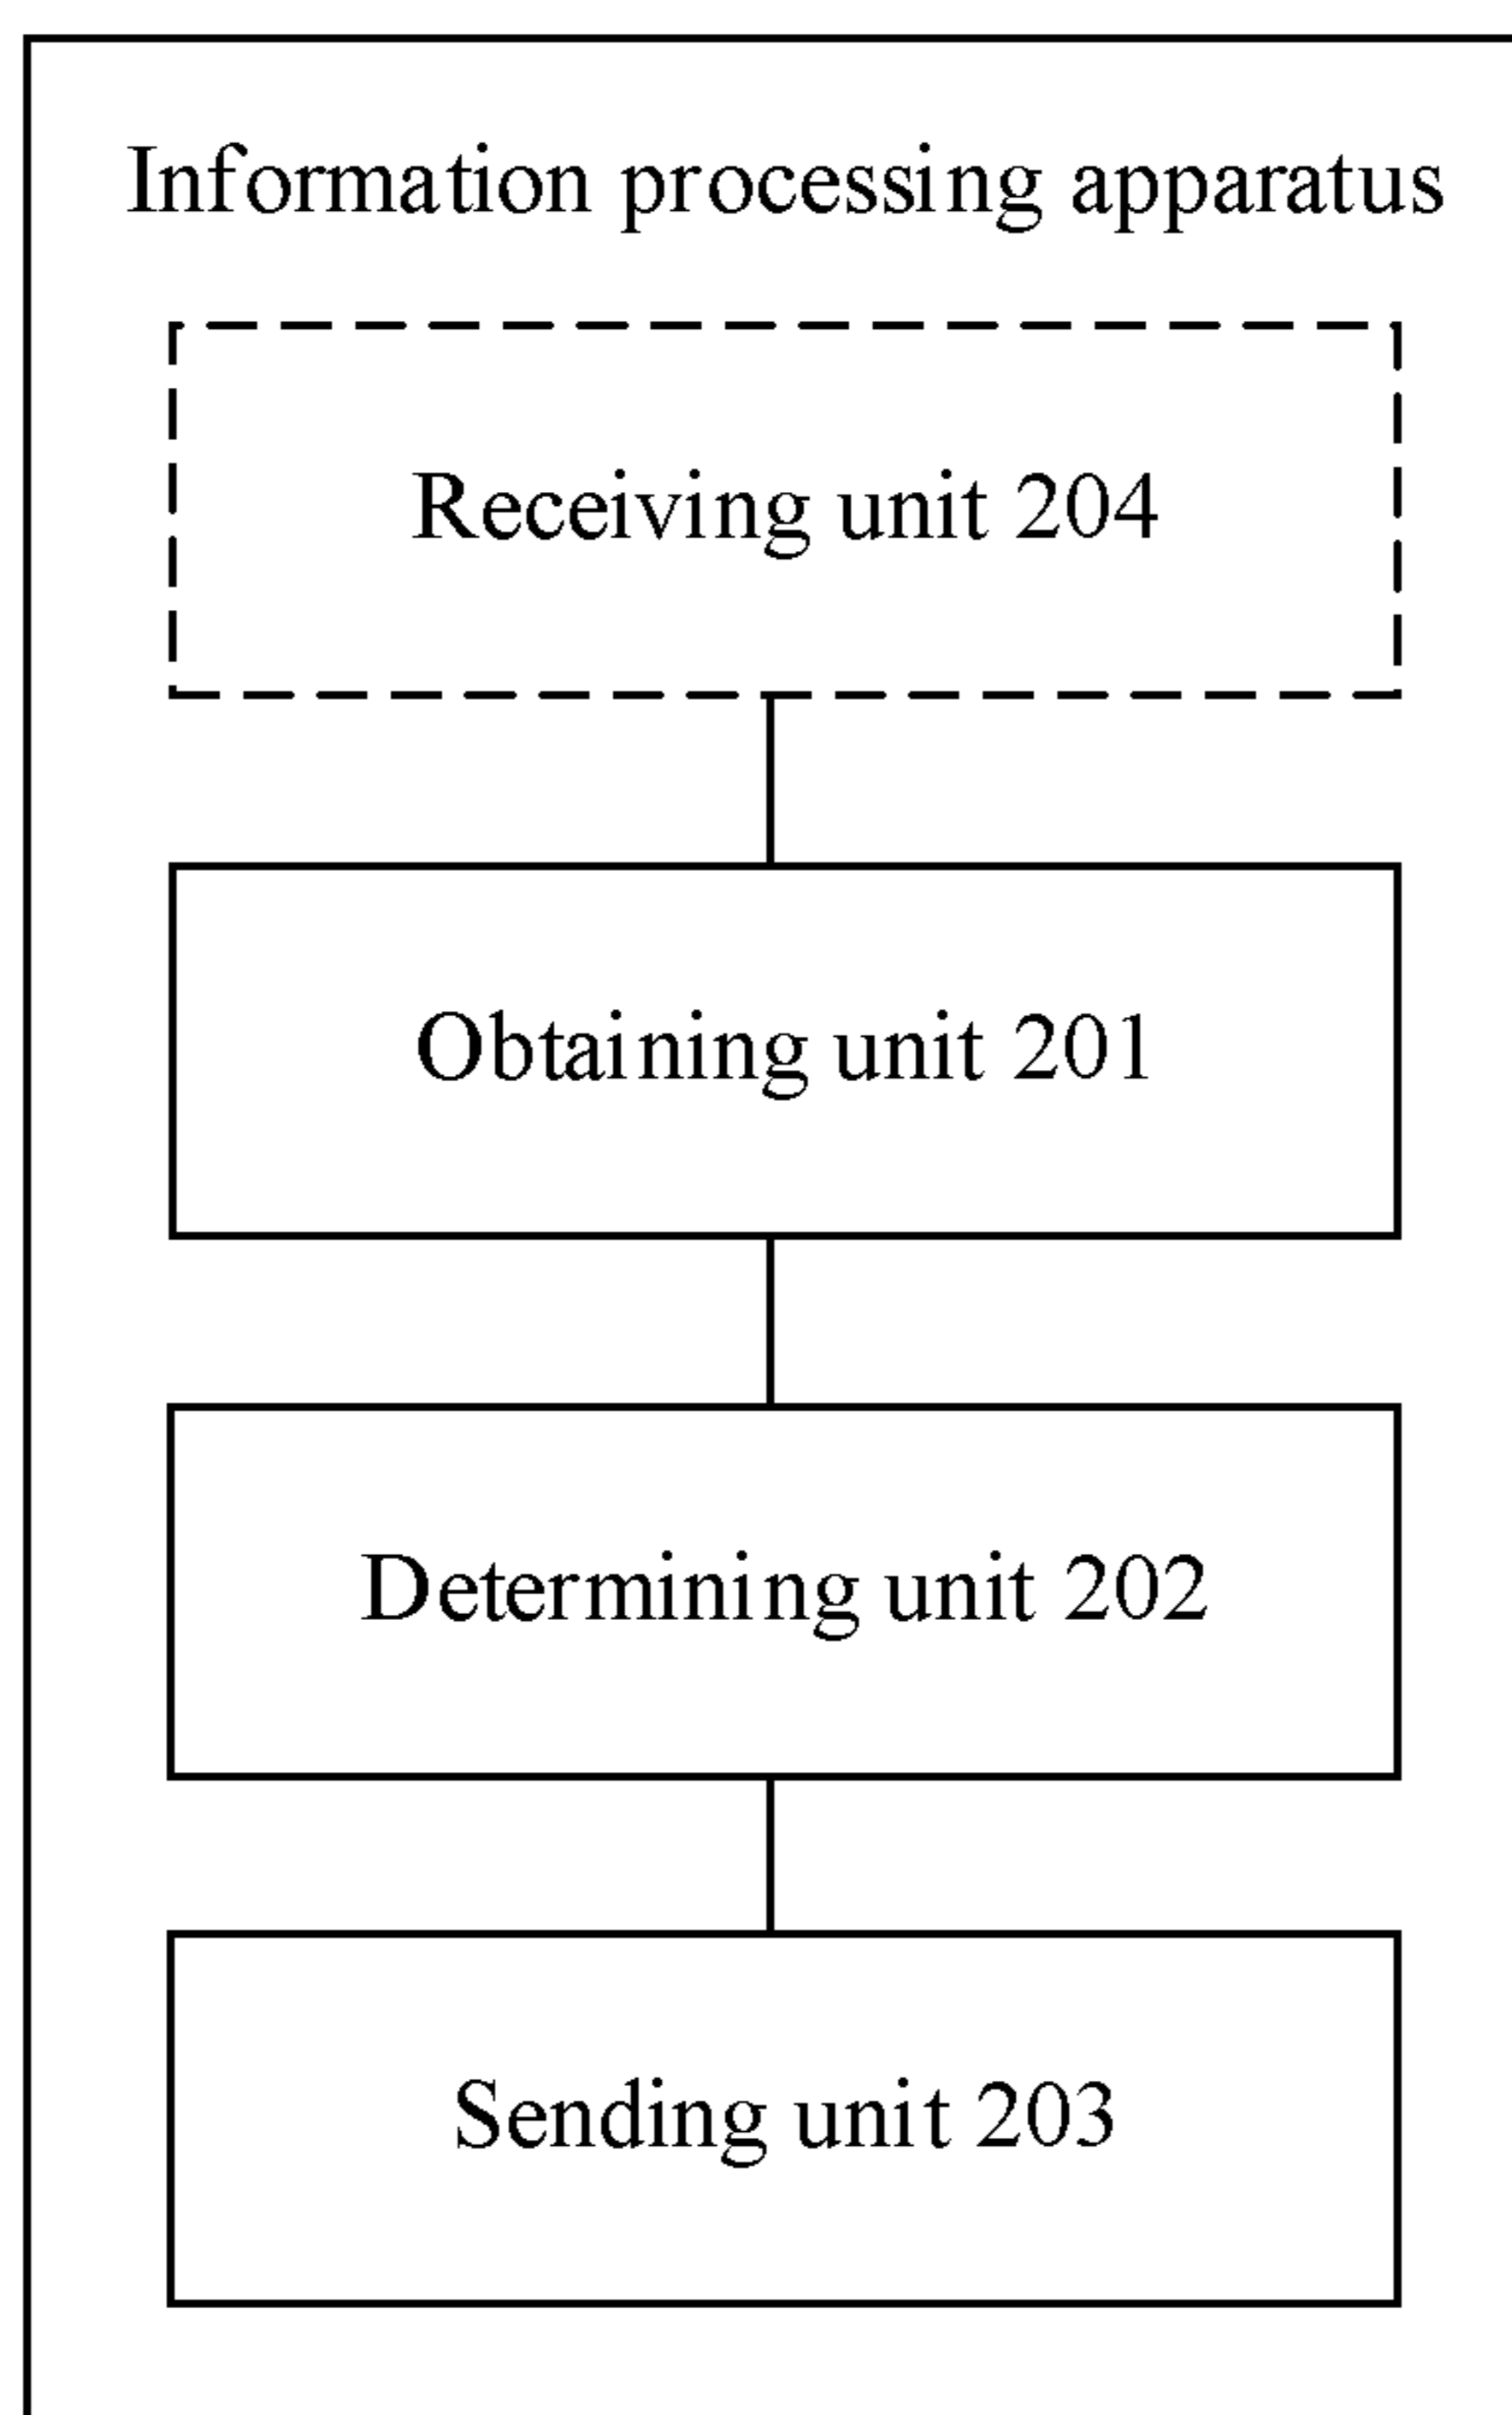 Information processing apparatus
Receiving unit 204
Obtaining unit 201
Determining unit 202
Sending unit 203